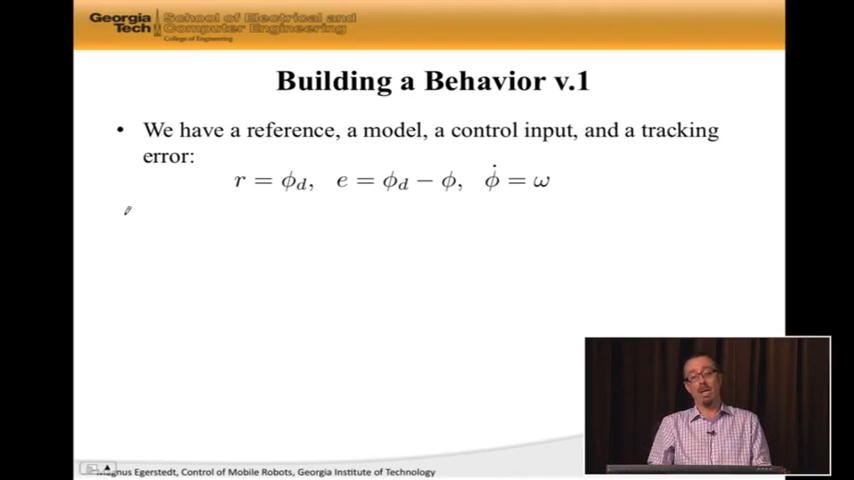 Georgia Tech
School of Electrical and Computer Engineering
College of Engineering
Building a Behavior v.1
• We have a reference, a model, a control input, and a tracking
error:
r = ϕ_d, e = ϕ_d − ϕ, ϕ̇ = ω
Magnus Egerstedt, Control of Mobile Robots, Georgia Institute of Technology